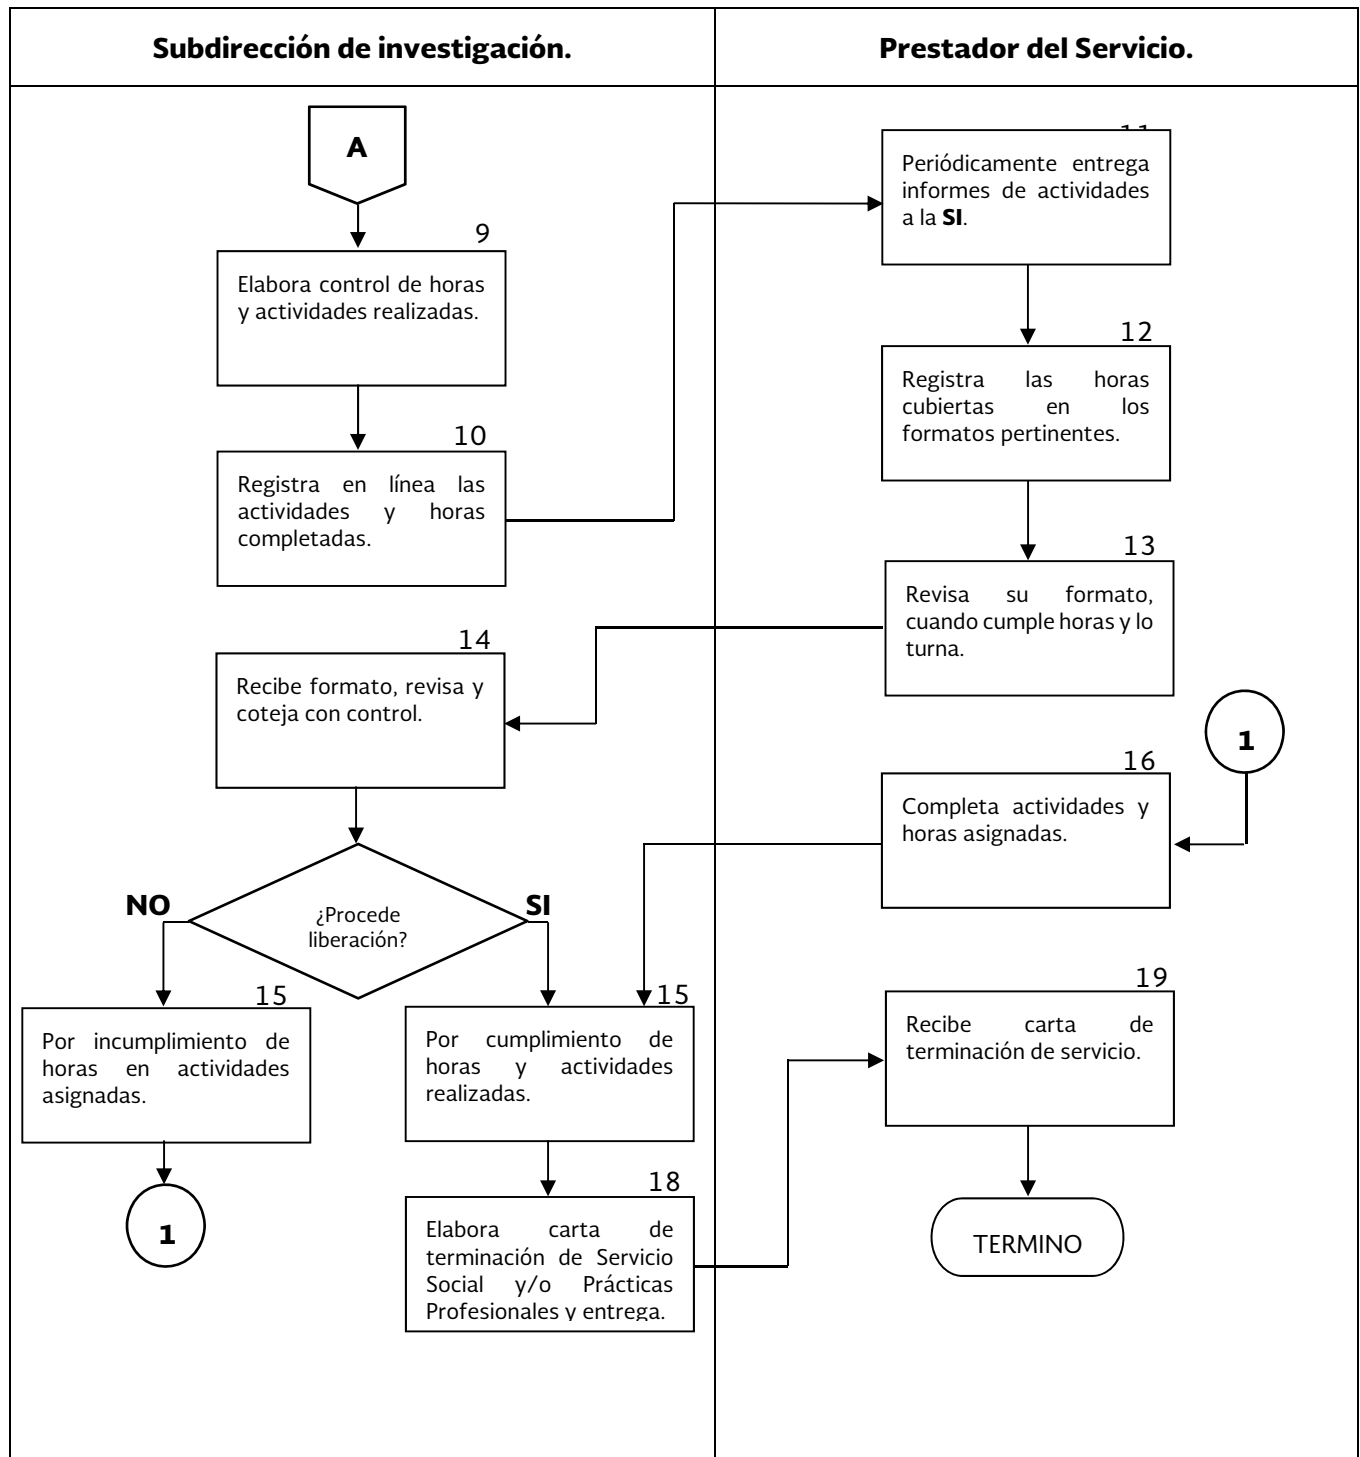 Subdirección de investigación.
Prestador del Servicio.
A
9
Elabora control de horas
y actividades realizadas.
10
Registra en línea las
actividades y horas
completadas.
11
Periódicamente entrega
informes de actividades
a la SI.
12
Registra las horas
cubiertas en los
formatos pertinentes.
13
Revisa su formato,
cuando cumple horas y lo
turna.
14
Recibe formato, revisa y
coteja con control.
1
16
Completa actividades y
horas asignadas.
¿Procede
liberación?
NO
SI
15
Por incumplimiento de
horas en actividades
asignadas.
1
15
Por cumplimiento de
horas y actividades
realizadas.
18
Elabora carta de
terminación de Servicio
Social y/o Prácticas
Profesionales y entrega.
19
Recibe carta de
terminación de servicio.
TERMINO